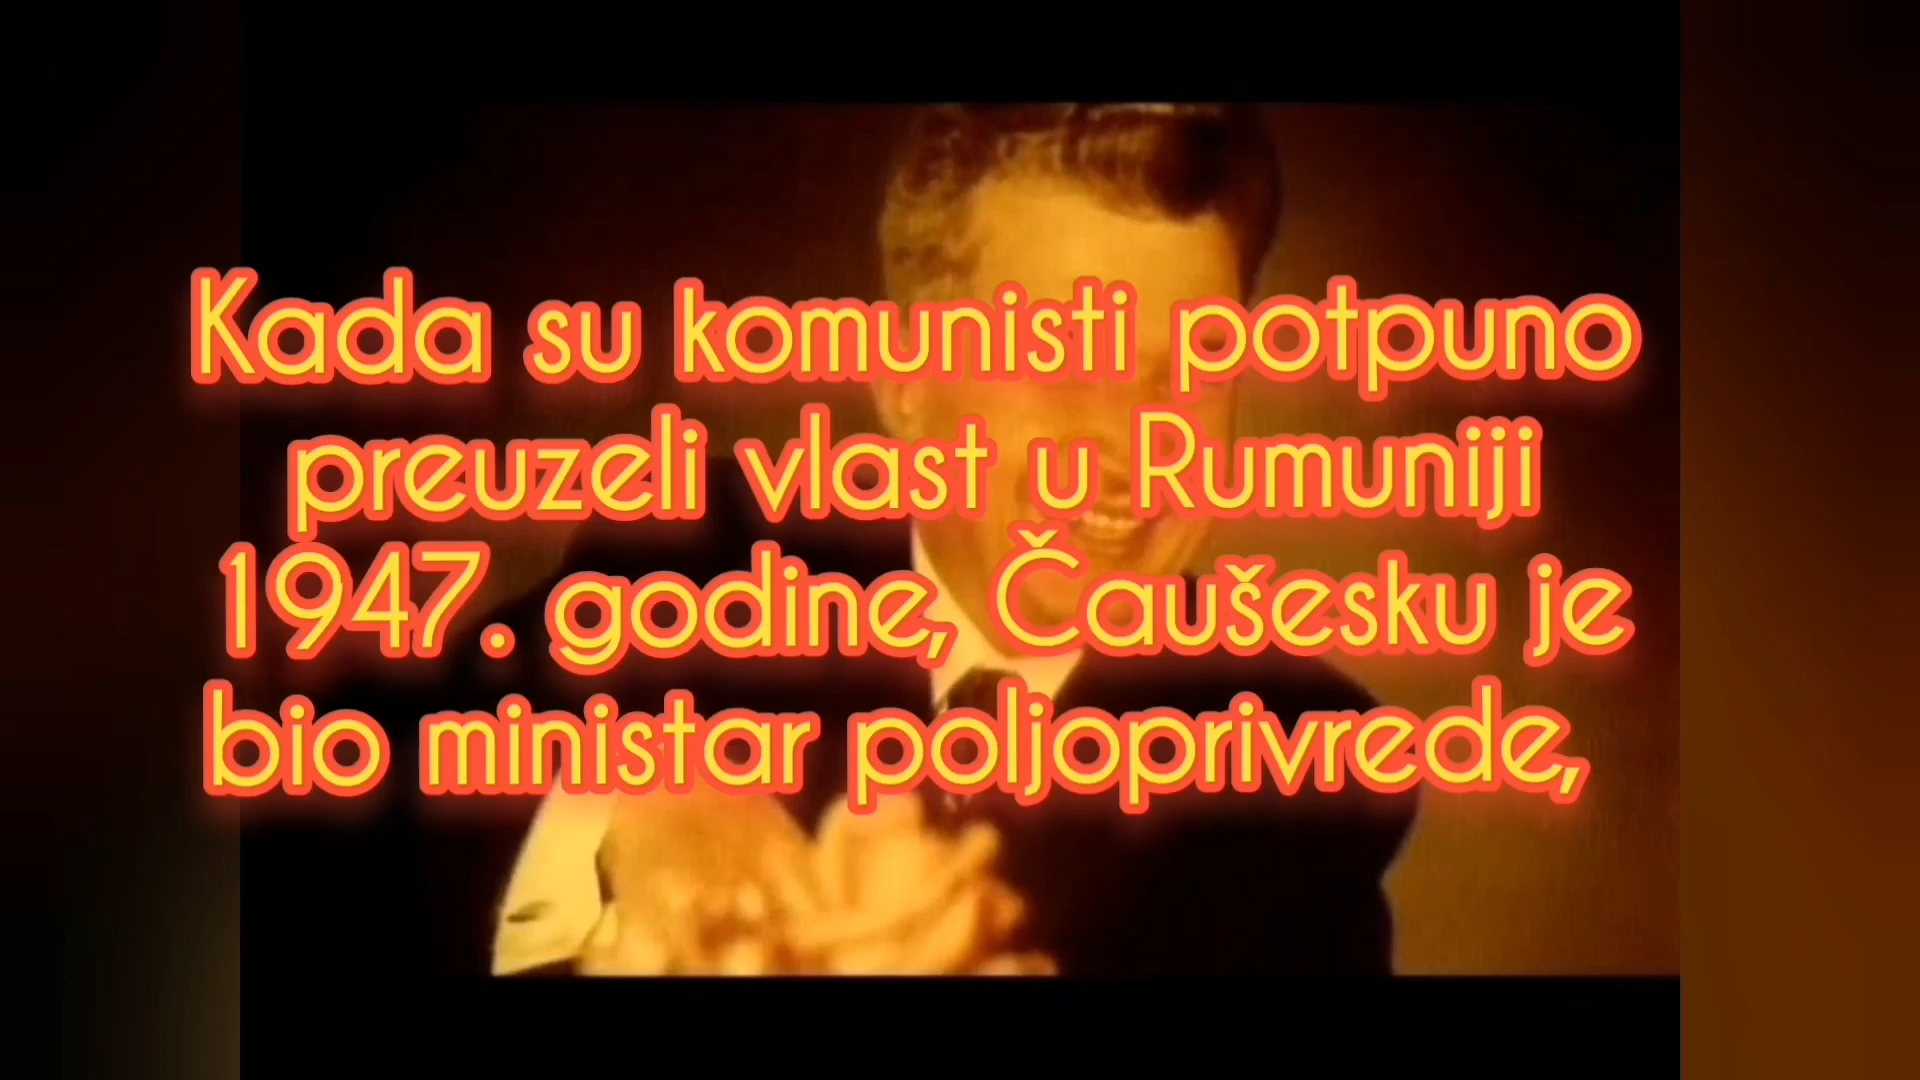 Kada su komunisti potpuno
preuzeli vlast u Rumuniji
1947. godine, Čaušesku je
bio ministar poljoprivrede,